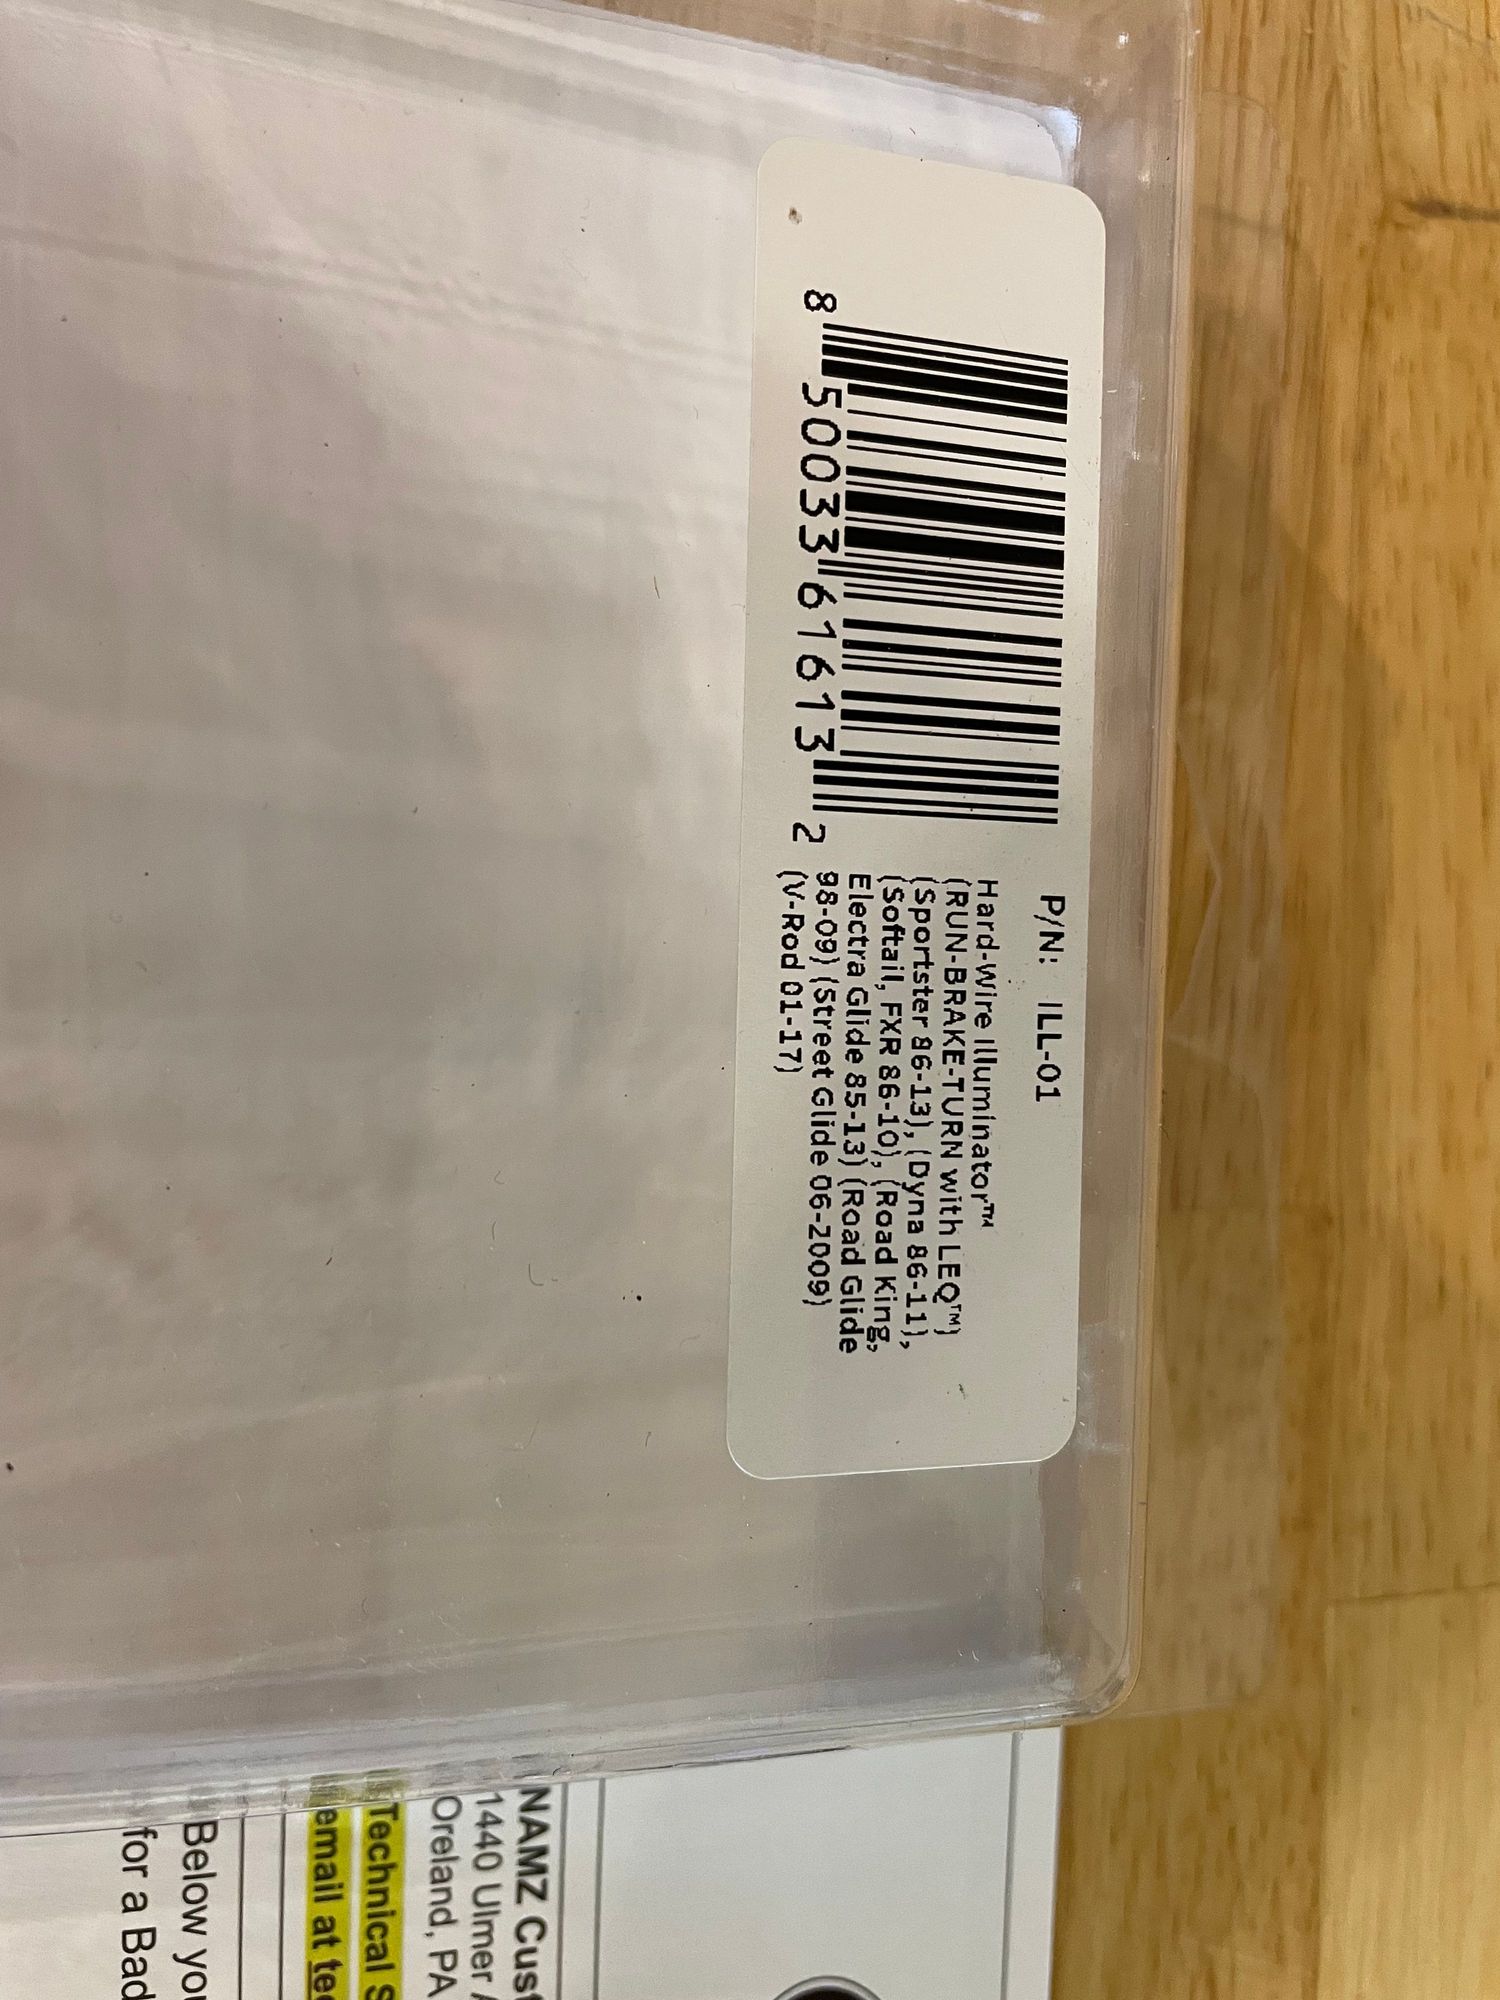 P/N: ILL-01
Hard-Wire Illuminator™
(RUN-BRAKE-TURN with LEQ™)
(Sportster 86-13), (Dyna 86-11),
(Softail, FXR 86-10), (Road King,
Electra Glide 85-13) (Road Glide
98-09) (Street Glide 06-2009)
(V-Rod 01-17)
8 50033 61613 2
NAMZ
1440 Ulmer
Oreland, PA
Technical
email at
Below
for a Bad